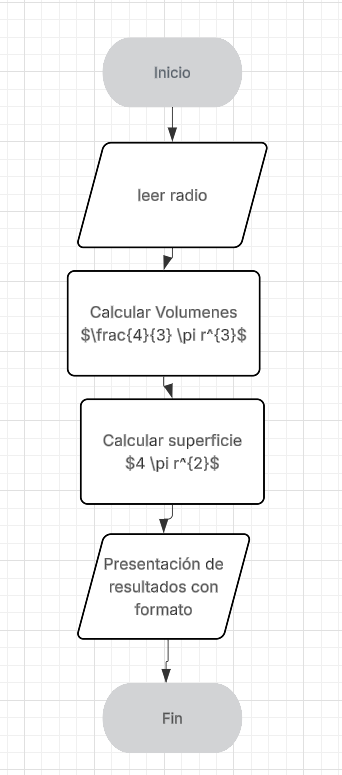 Inicio
leer radio
Calcular Volumenes
$\frac{4}{3} \pi r^{3}$
Calcular superficie
$4 \pi r^{2}$
Presentación de
resultados con
formato
Fin